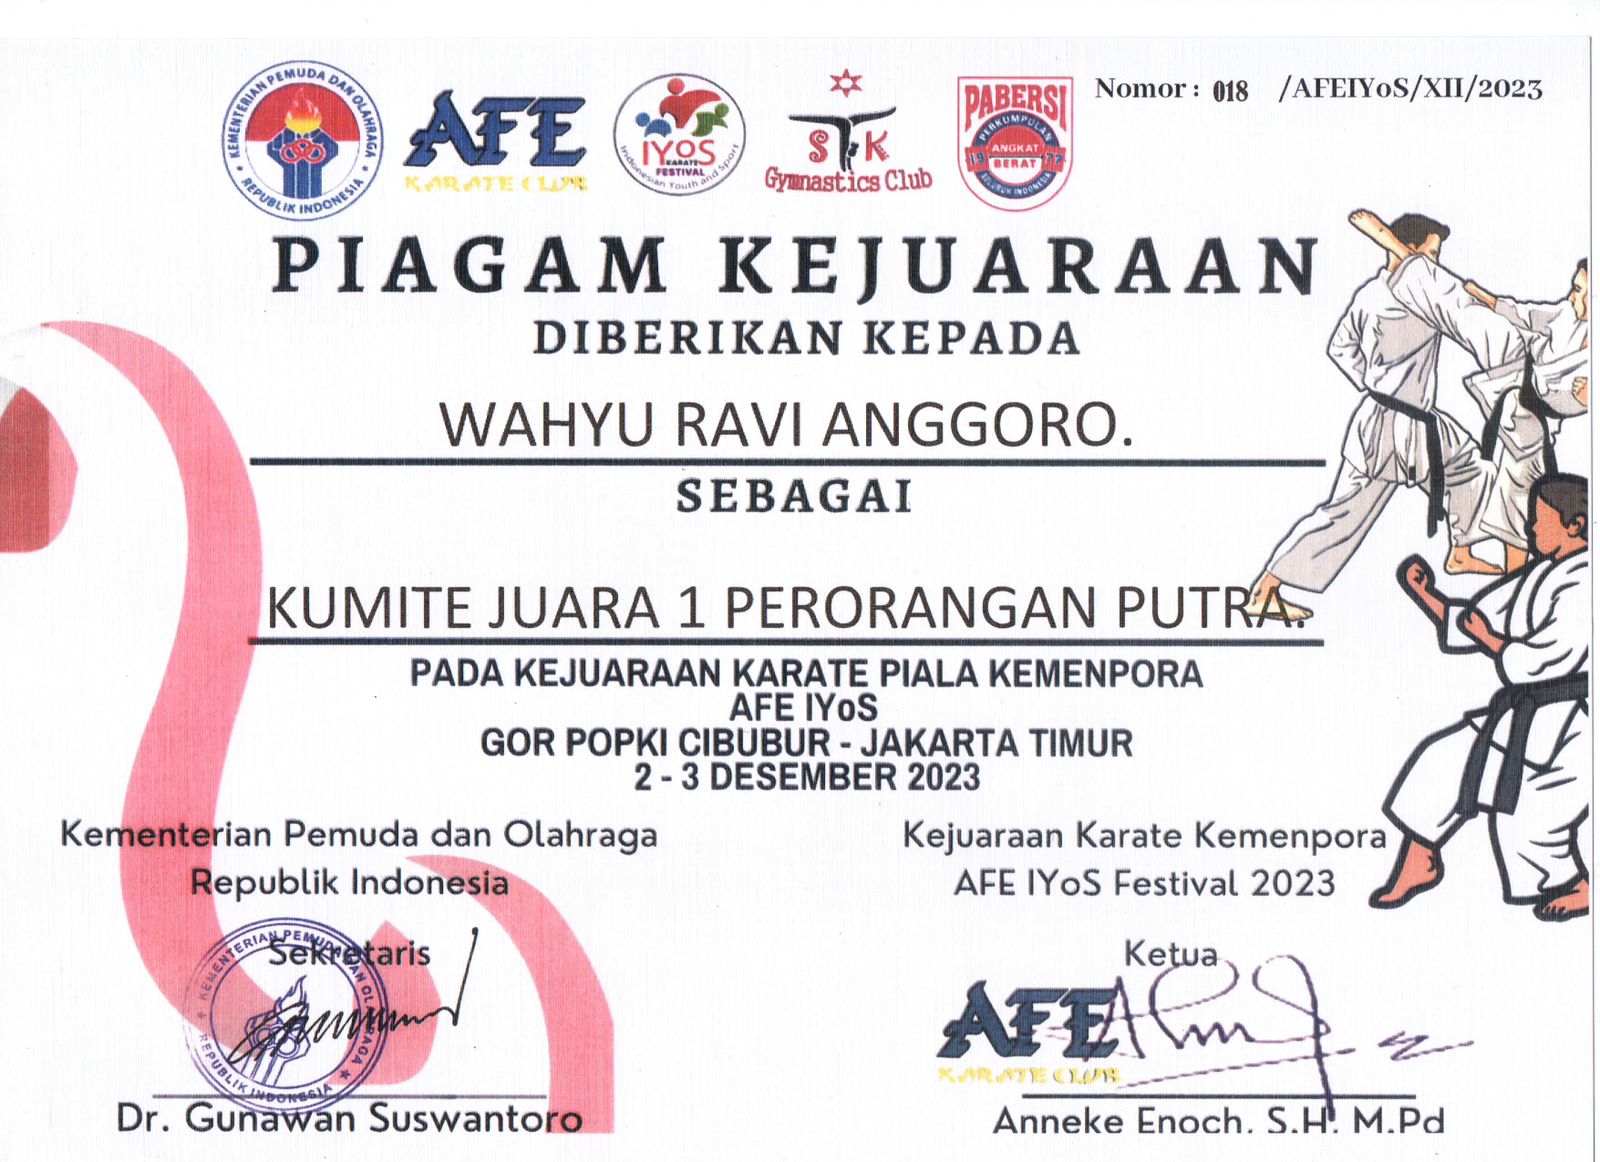 KEMENTERIAN PEMUDA DAN OLAHRAGA
REPUBLIK INDONESIA
AFE
KARATE CLUB
IYoS
KARATE
FESTIVAL
Indonesian Youth and Sport
STK
Gymnastics Club
PABERSI
PERKUMPULAN
ANGKAT
1977
BERAT
SELURUH INDONESIA
Nomor : 018 /AFEIYoS/XII/2023
PIAGAM KEJUARAAN
DIBERIKAN KEPADA
WAHYU RAVI ANGGORO.
SEBAGAI
KUMITE JUARA 1 PERORANGAN PUTRA.
PADA KEJUARAAN KARATE PIALA KEMENPORA
AFE IYoS
GOR POPKI CIBUBUR - JAKARTA TIMUR
2 - 3 DESEMBER 2023
Kementerian Pemuda dan Olahraga
Republik Indonesia
Sekretaris
KEMENTERIAN PEMUDA DAN OLAHRAGA
REPUBLIK INDONESIA
Dr. Gunawan Suswantoro
Kejuaraan Karate Kemenpora
AFE IYoS Festival 2023
Ketua
AFE
KARATE CLUB
Anneke Enoch. S.H. M.Pd